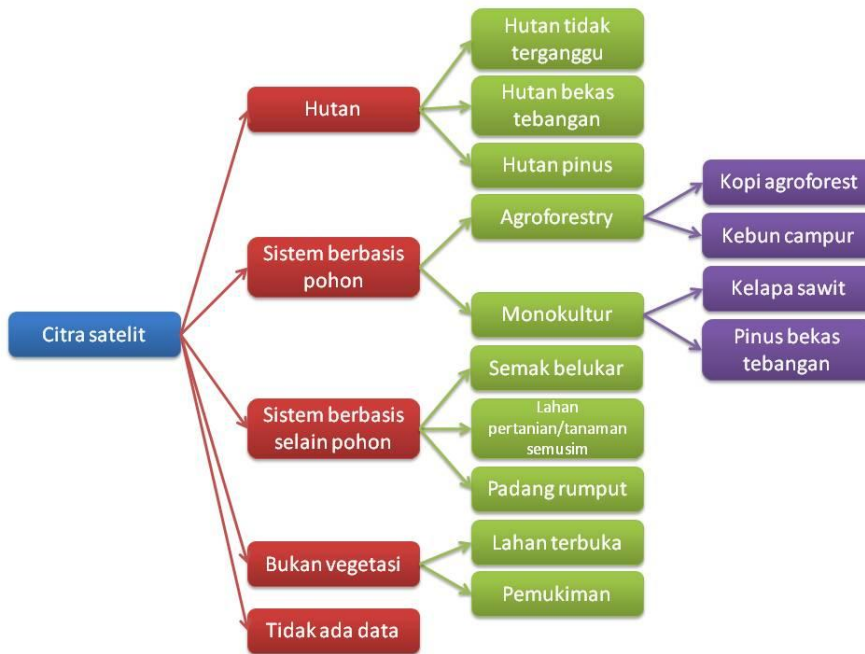 Citra satelit
Hutan
Hutan tidak
terganggu
Hutan bekas
tebangan
Hutan pinus
Sistem berbasis
pohon
Agroforestry
Kopi agroforest
Kebun campur
Monokultur
Kelapa sawit
Pinus bekas
tebangan
Sistem berbasis
selain pohon
Semak belukar
Lahan
pertanian/tanaman
semusim
Padang rumput
Bukan vegetasi
Lahan terbuka
Pemukiman
Tidak ada data